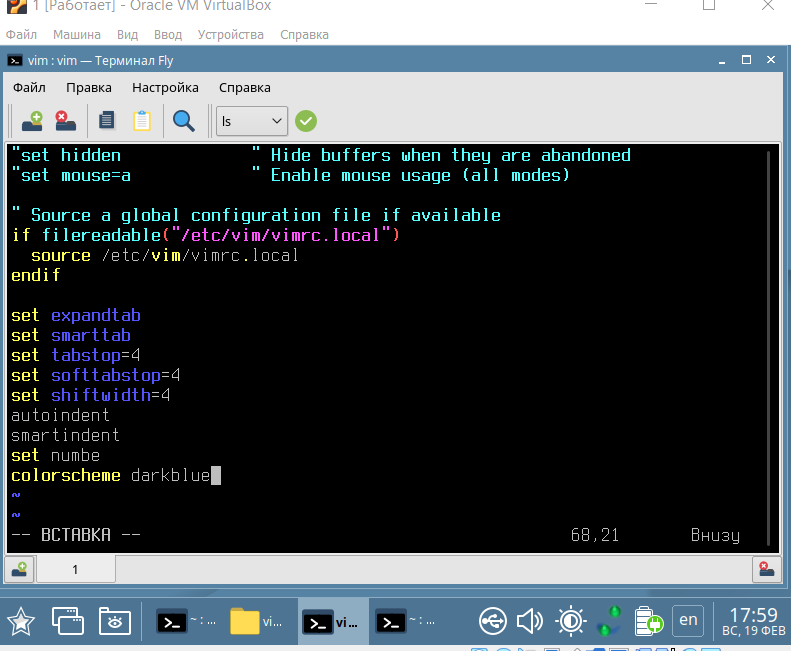 1 [Работает] - Oracle VM VirtualBox
Файл Машина Вид Ввод Устройства Справка
vim : vim — Терминал Fly
Файл Правка Настройка Справка
ls
"set hidden " Hide buffers when they are abandoned
"set mouse=a " Enable mouse usage (all modes)
" Source a global configuration file if available
if filereadable("/etc/vim/vimrc.local")
source /etc/vim/vimrc.local
endif
set expandtab
set smarttab
set tabstop=4
set softtabstop=4
set shiftwidth=4
autoindent
smartindent
set numbe
colorscheme darkblue
~
~
-- ВСТАВКА -- 68,21 Внизу
1
~ : ... vi... vi... ~ : ... en 17:59
ВС, 19 ФЕВ